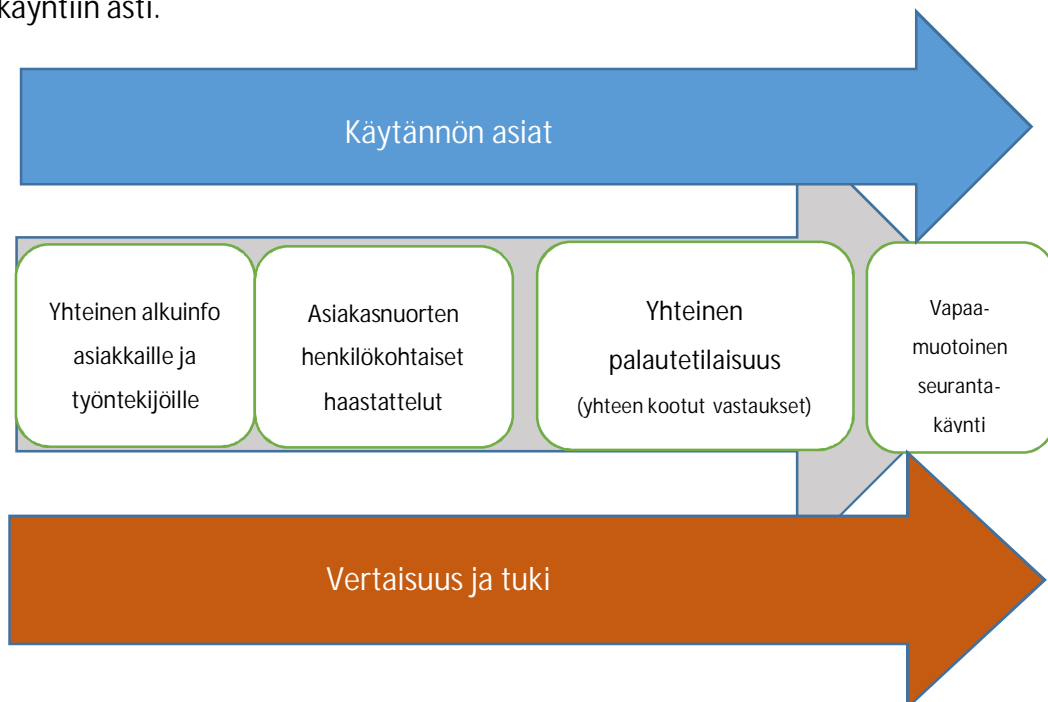 käyntiin asti.
Käytännön asiat
Yhteinen alkuinfo
asiakkaille ja
työntekijöille
Asiakasnuorten
henkilökohtaiset
haastattelut
Yhteinen
palautetilaisuus
(yhteen kootut vastaukset)
Vapaa-
muotoinen
seuranta-
käynti
Vertaisuus ja tuki